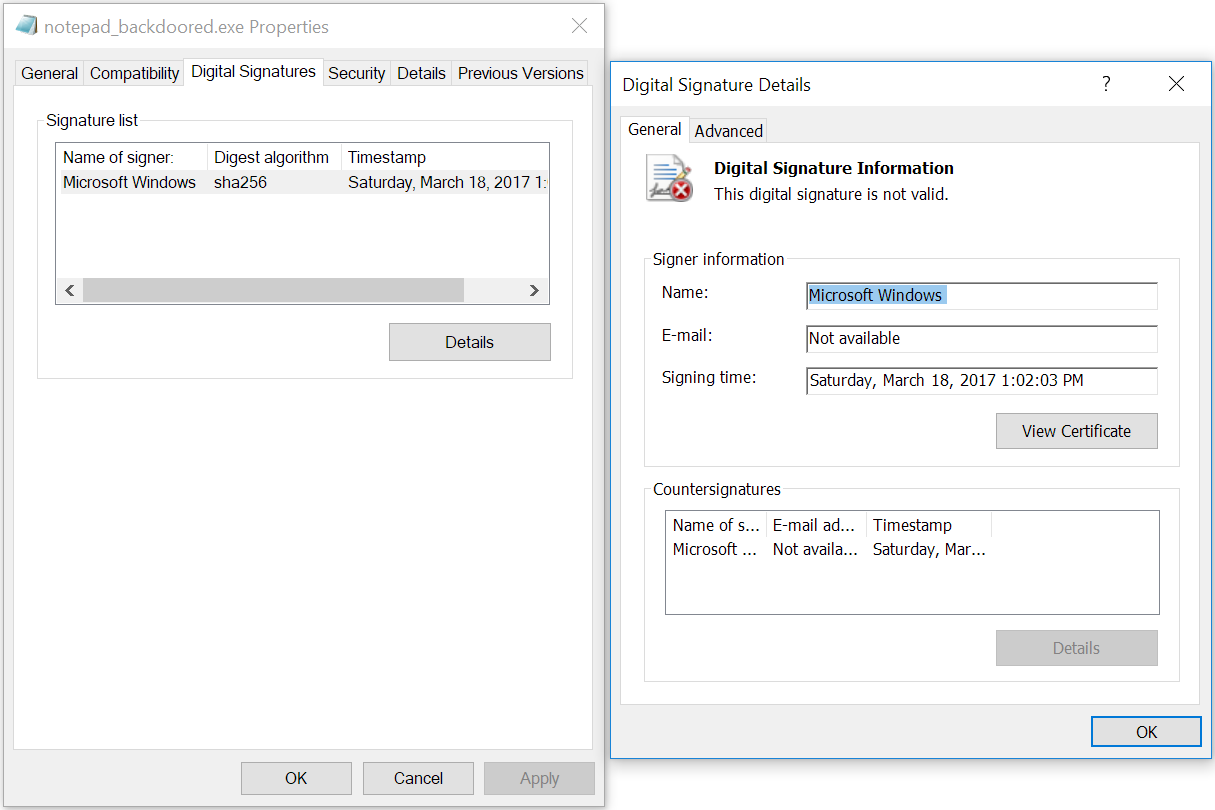 notepad_backdoored.exe Properties
General Compatibility Digital Signatures Security Details Previous Versions
Signature list
Name of signer: Digest algorithm Timestamp
Microsoft Windows sha256 Saturday, March 18, 2017 1:
Details
OK Cancel Apply
Digital Signature Details ?
General Advanced
Digital Signature Information
This digital signature is not valid.
Signer information
Name: Microsoft Windows
E-mail: Not available
Signing time: Saturday, March 18, 2017 1:02:03 PM
View Certificate
Countersignatures
Name of s... E-mail ad... Timestamp
Microsoft ... Not availa... Saturday, Mar...
Details
OK